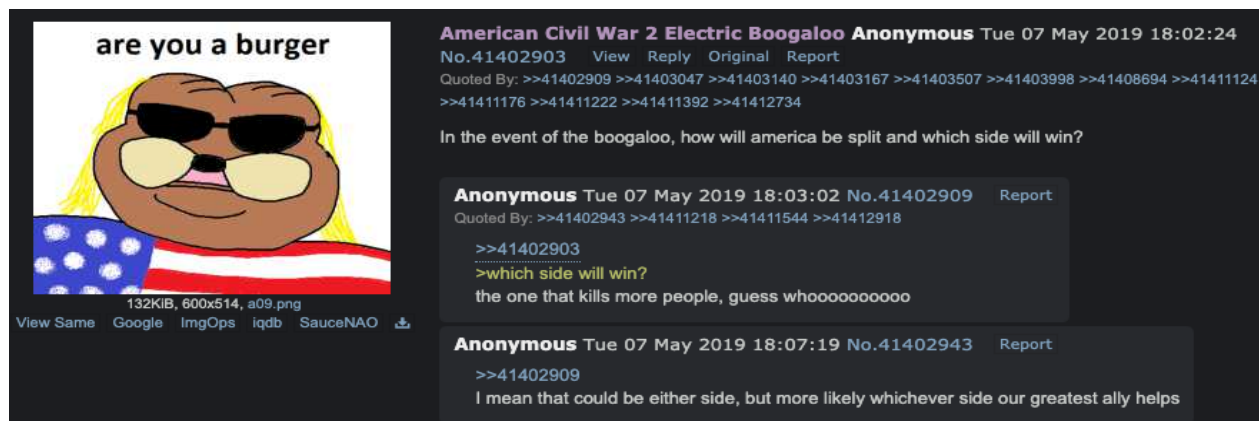 are you a burger
132KiB, 600x514, a09.png
View Same Google ImgOps iqdb SauceNAO
American Civil War 2 Electric Boogaloo Anonymous Tue 07 May 2019 18:02:24
No.41402903 View Reply Original Report
Quoted By: >>41402909 >>41403047 >>41403140 >>41403167 >>41403507 >>41403998 >>41408694 >>41411124
>>41411176 >>41411222 >>41411392 >>41412734
In the event of the boogaloo, how will america be split and which side will win?
Anonymous Tue 07 May 2019 18:03:02 No.41402909 Report
Quoted By: >>41402943 >>41411218 >>41411544 >>41412918
>>41402903
>which side will win?
the one that kills more people, guess whoooooooooo
Anonymous Tue 07 May 2019 18:07:19 No.41402943 Report
>>41402909
I mean that could be either side, but more likely whichever side our greatest ally helps